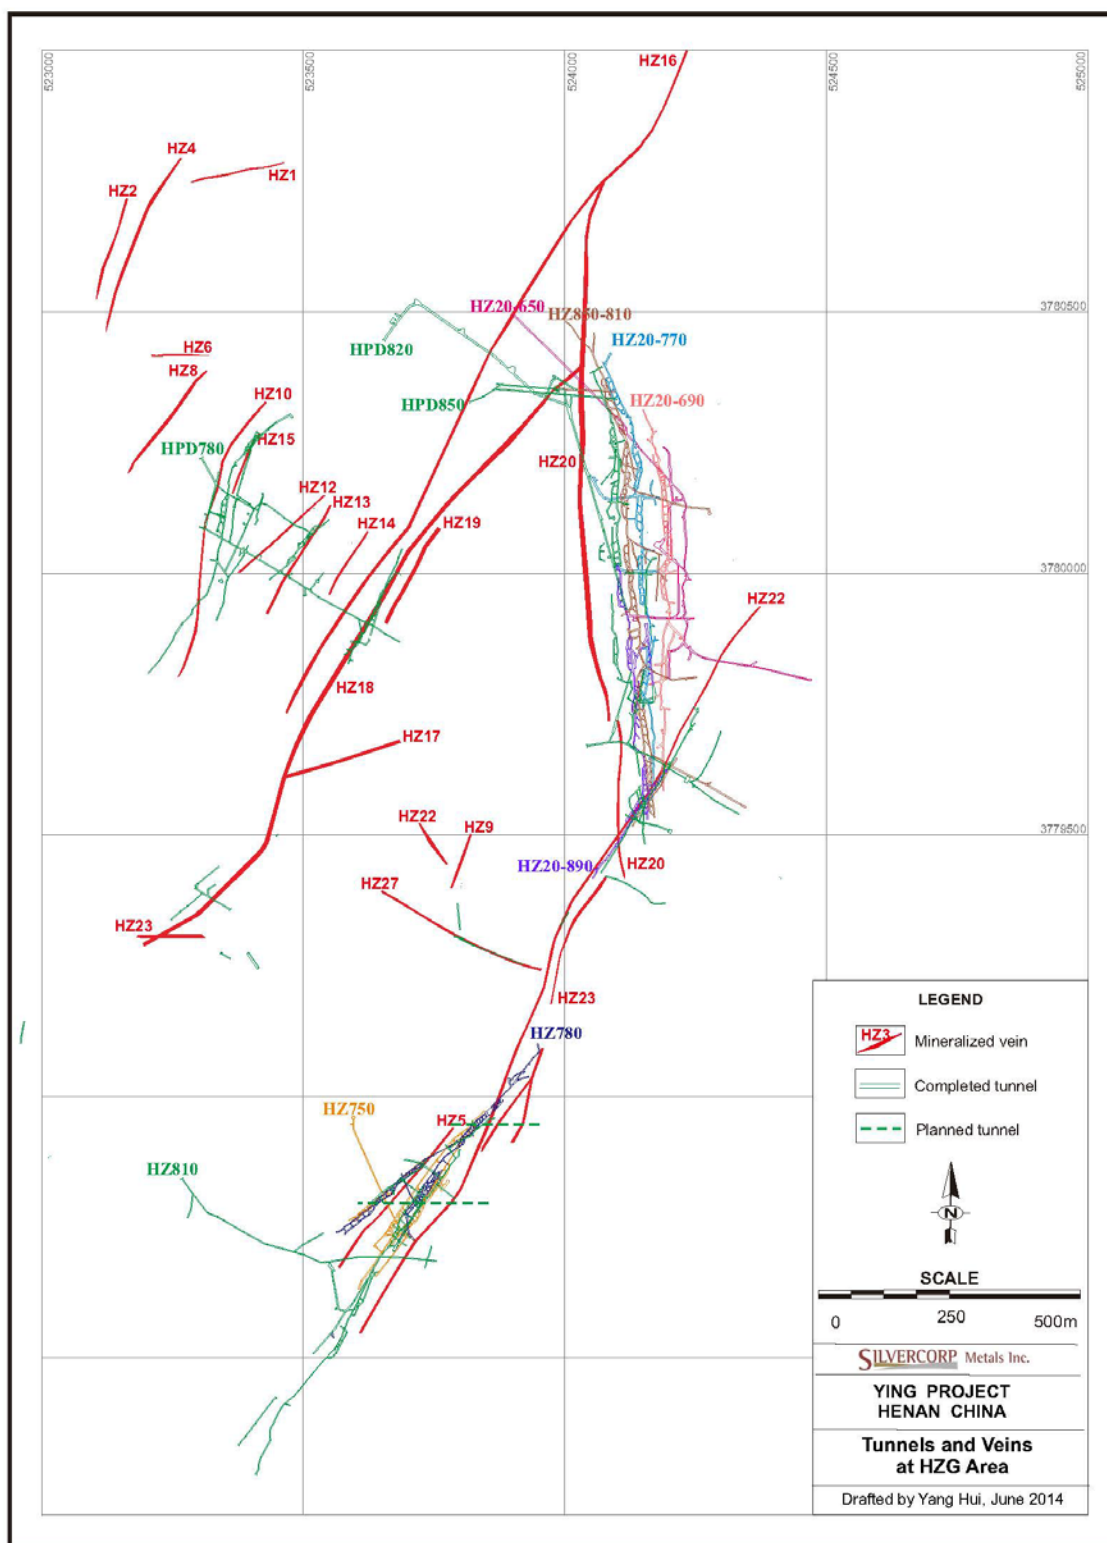 523000
523500
524000
524500
525000
HZ16
HZ4
HZ1
HZ2
HZ20-650
HZ850-810
3780500
HPD820
HZ20-770
HZ6
HZ8
HZ10
HPD850
HZ20-690
HPD780
HZ15
HZ20
HZ12
HZ13
HZ14
HZ19
3780000
HZ22
HZ18
HZ17
HZ22
HZ9
3779500
HZ20-890
HZ20
HZ27
HZ23
HZ23
HZ780
HZ750
HZ5
HZ810
LEGEND
HZ3
Mineralized vein
Completed tunnel
Planned tunnel
N
SCALE
0
250
500m
SILVERCORP Metals Inc.
YING PROJECT
HENAN CHINA
Tunnels and Veins
at HZG Area
Drafted by Yang Hui, June 2014